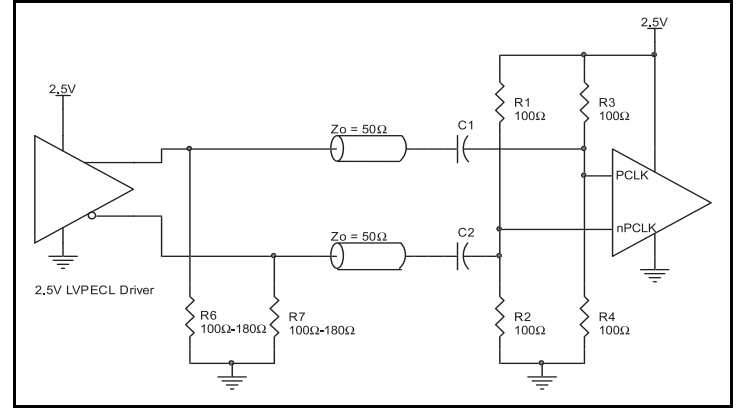 2.5V
2.5V
R1
100Ω
R3
100Ω
Zo = 50Ω
C1
PCLK
nPCLK
Zo = 50Ω
C2
2.5V LVPECL Driver
R6
100Ω-180Ω
R7
100Ω-180Ω
R2
100Ω
R4
100Ω